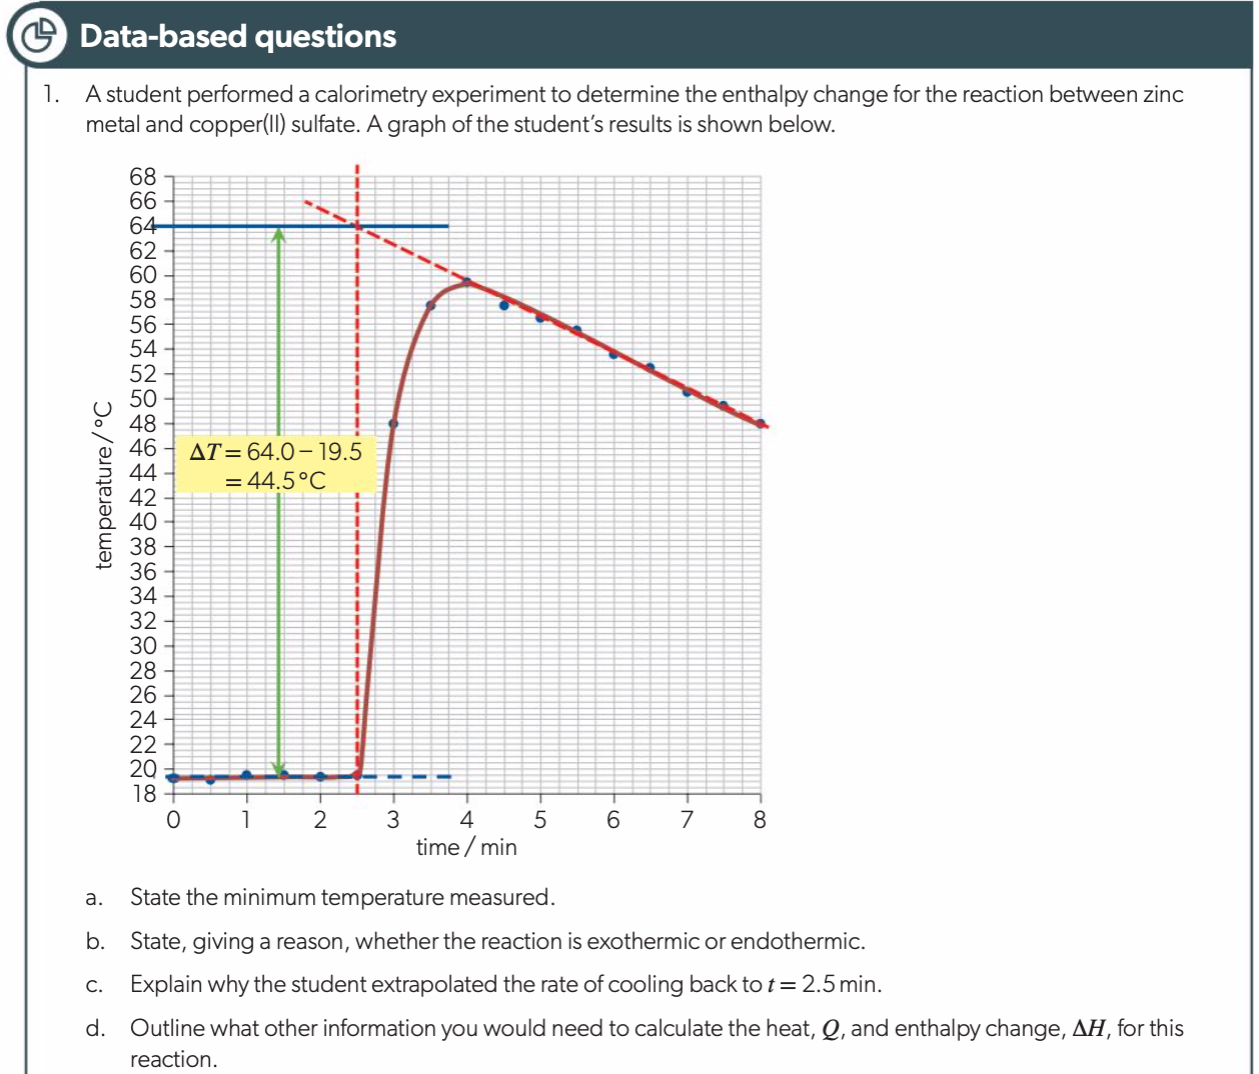 Data-based questions
1. A student performed a calorimetry experiment to determine the enthalpy change for the reaction between zinc
metal and copper(II) sulfate. A graph of the student's results is shown below.
68
66
64
62
60
58
56
54
52
50
48
46
44
42
40
38
36
34
32
30
28
26
24
22
20
18
temperature / °C
ΔT = 64.0 – 19.5
= 44.5 °C
0 1 2 3 4 5 6 7 8
time / min
a. State the minimum temperature measured.
b. State, giving a reason, whether the reaction is exothermic or endothermic.
c. Explain why the student extrapolated the rate of cooling back to t = 2.5 min.
d. Outline what other information you would need to calculate the heat, Q, and enthalpy change, ΔH, for this
reaction.